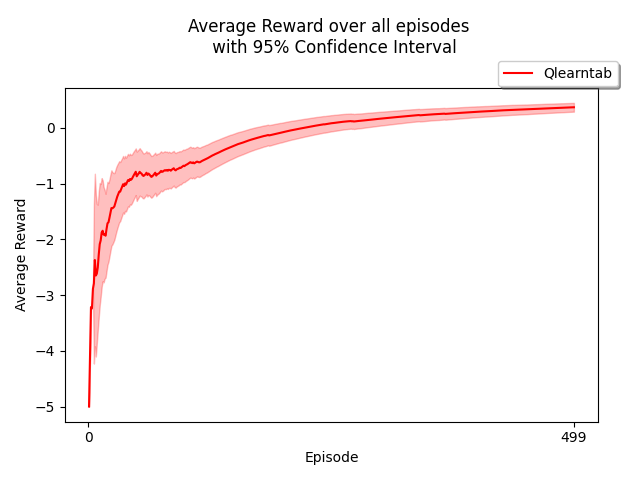 Average Reward over all episodes
with 95% Confidence Interval
Qlearntab
0
−1
−2
−3
−4
−5
Average Reward
0
499
Episode